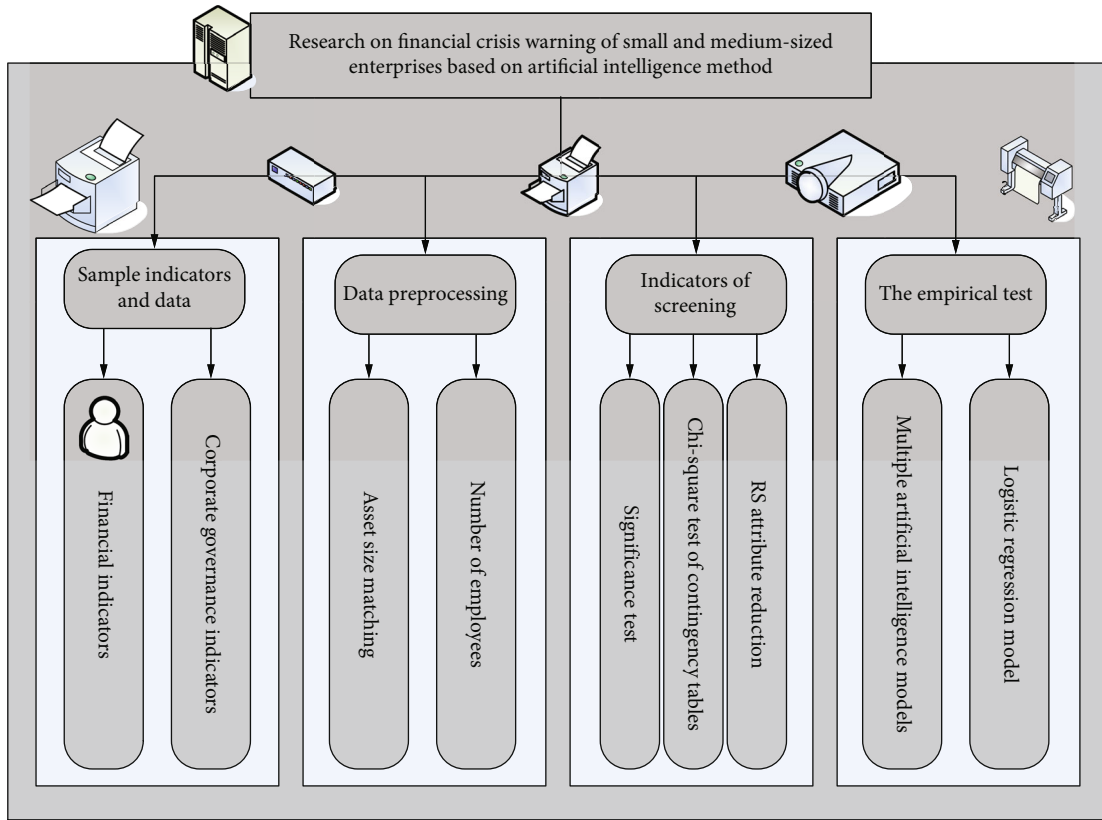 Research on financial crisis warning of small and medium-sized
enterprises based on artificial intelligence method
Sample indicators
and data
Data preprocessing
Indicators of
screening
The empirical test
Financial indicators
Corporate governance indicators
Asset size matching
Number of employees
Significance test
Chi-square test of contingency tables
RS attribute reduction
Multiple artificial intelligence models
Logistic regression model